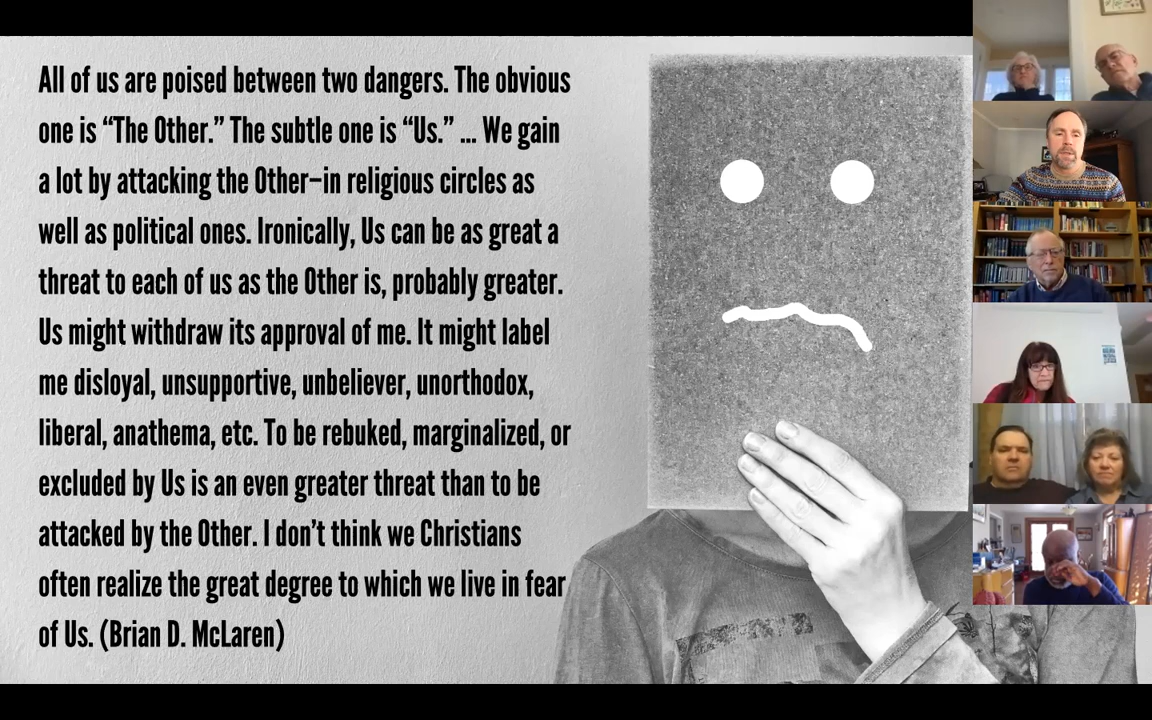 All of us are poised between two dangers. The obvious
one is “The Other.” The subtle one is “Us.” ... We gain
a lot by attacking the Other–in religious circles as
well as political ones. Ironically, Us can be as great a
threat to each of us as the Other is, probably greater.
Us might withdraw its approval of me. It might label
me disloyal, unsupportive, unbeliever, unorthodox,
liberal, anathema, etc. To be rebuked, marginalized, or
excluded by Us is an even greater threat than to be
attacked by the Other. I don’t think we Christians
often realize the great degree to which we live in fear
of Us. (Brian D. McLaren)